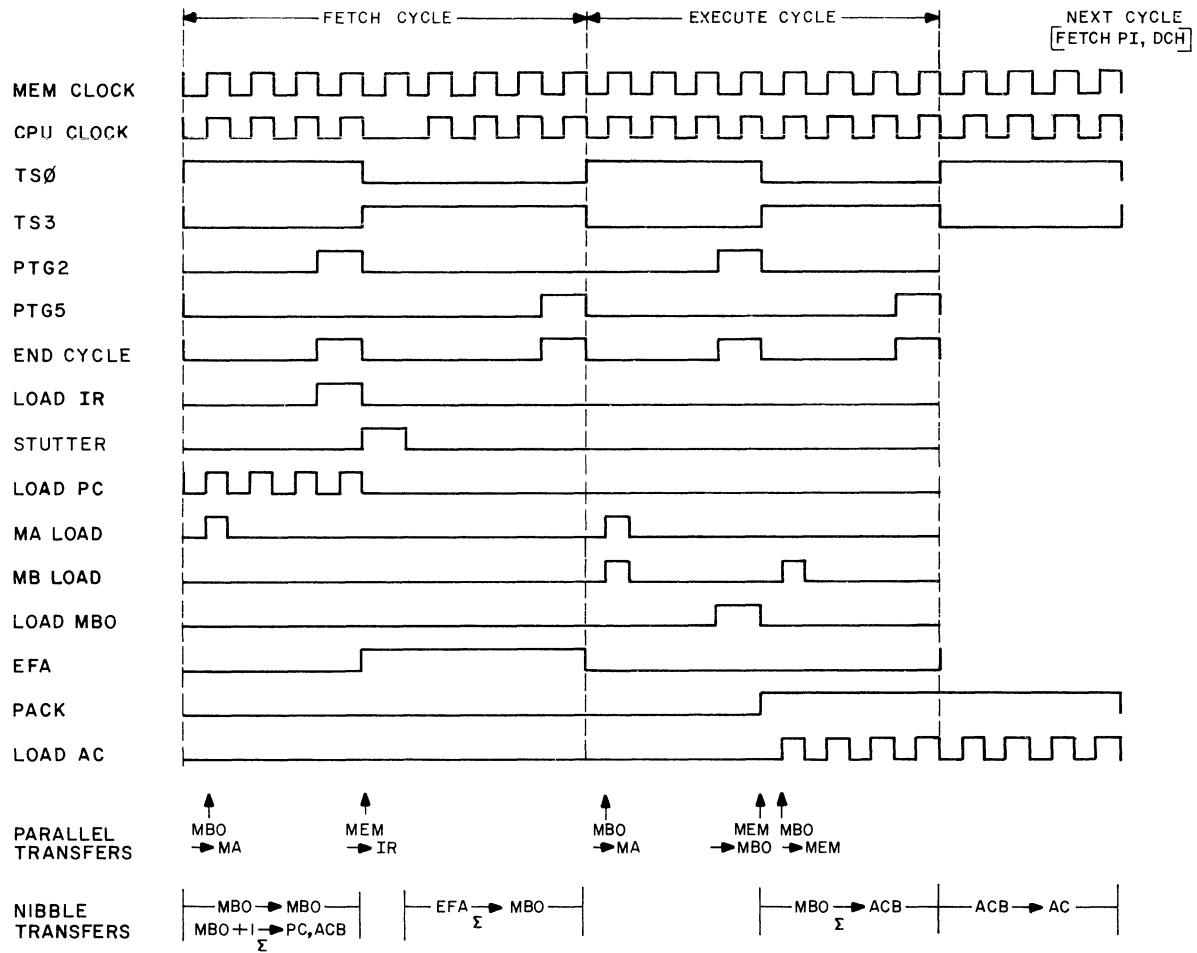 FETCH CYCLE
EXECUTE CYCLE
NEXT CYCLE
[FETCH PI, DCH]
MEM CLOCK
CPU CLOCK
TSØ
TS3
PTG2
PTG5
END CYCLE
LOAD IR
STUTTER
LOAD PC
MA LOAD
MB LOAD
LOAD MBO
EFA
PACK
LOAD AC
PARALLEL
TRANSFERS
MBO
→ MA
MEM
→ IR
MBO
→ MA
MEM
→ MBO
MBO
→ MEM
NIBBLE
TRANSFERS
MBO → MBO
MBO+1 → PC, ACB
Σ
EFA → MBO
Σ
MBO → ACB
Σ
ACB → AC